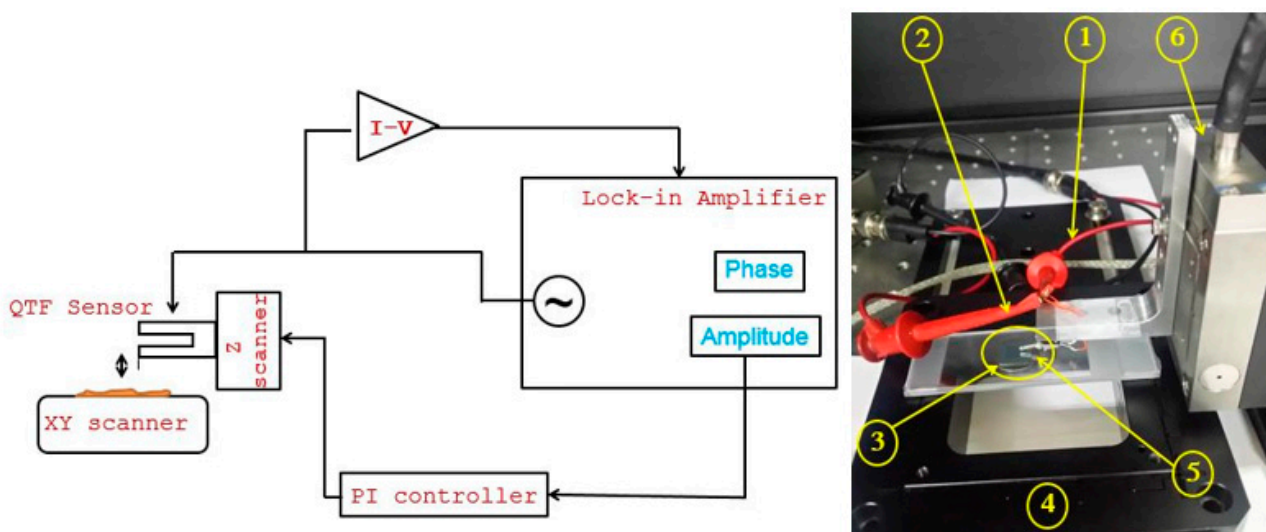 I-V
Lock-in Amplifier
Phase
QTF Sensor
~
Amplitude
Z
scanner
XY scanner
PI controller
2
1
6
3
5
4